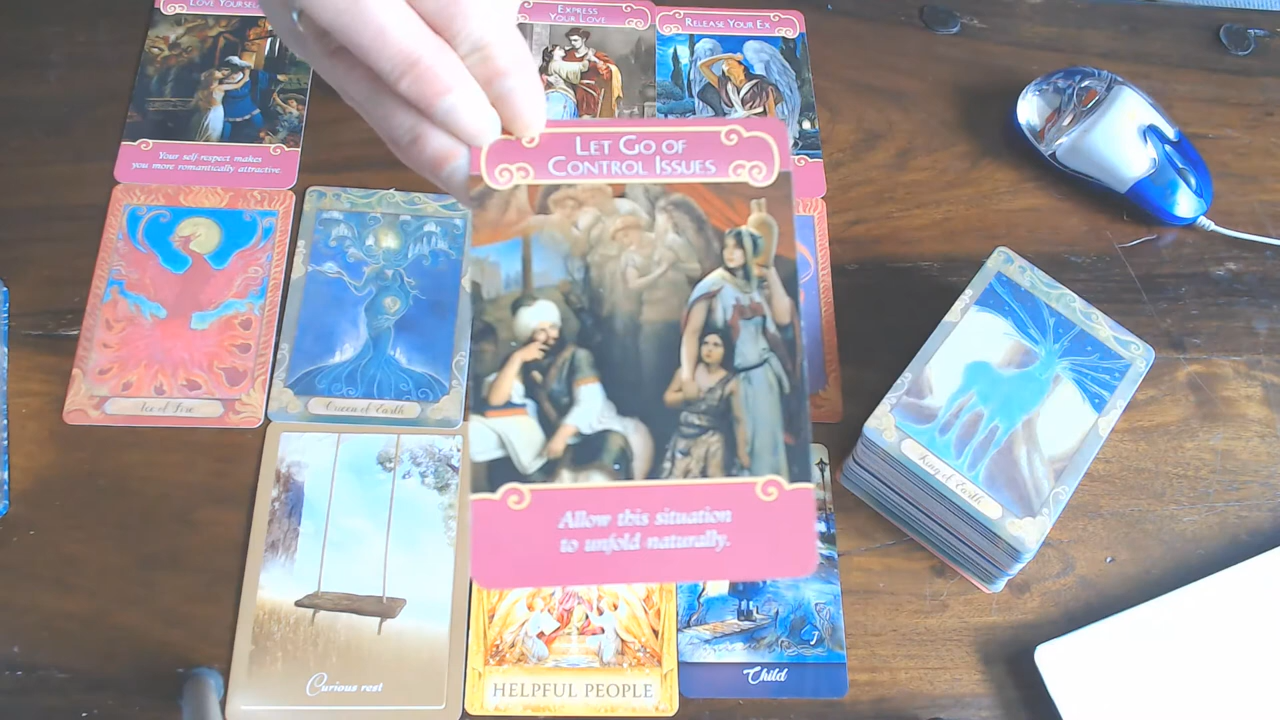 LOVE YOURSELF
EXPRESS
YOUR LOVE
RELEASE YOUR EX
Your self-respect makes
you more romantically attractive.
LET GO OF
CONTROL ISSUES
Allow this situation
to unfold naturally.
Ace of Fire
Queen of Earth
King of Earth
Curious rest
HELPFUL PEOPLE
Child